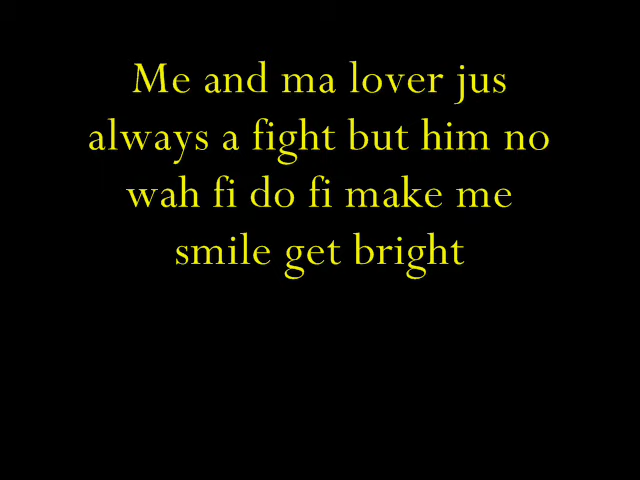 Me and ma lover jus
always a fight but him no
wah fi do fi make me
smile get bright